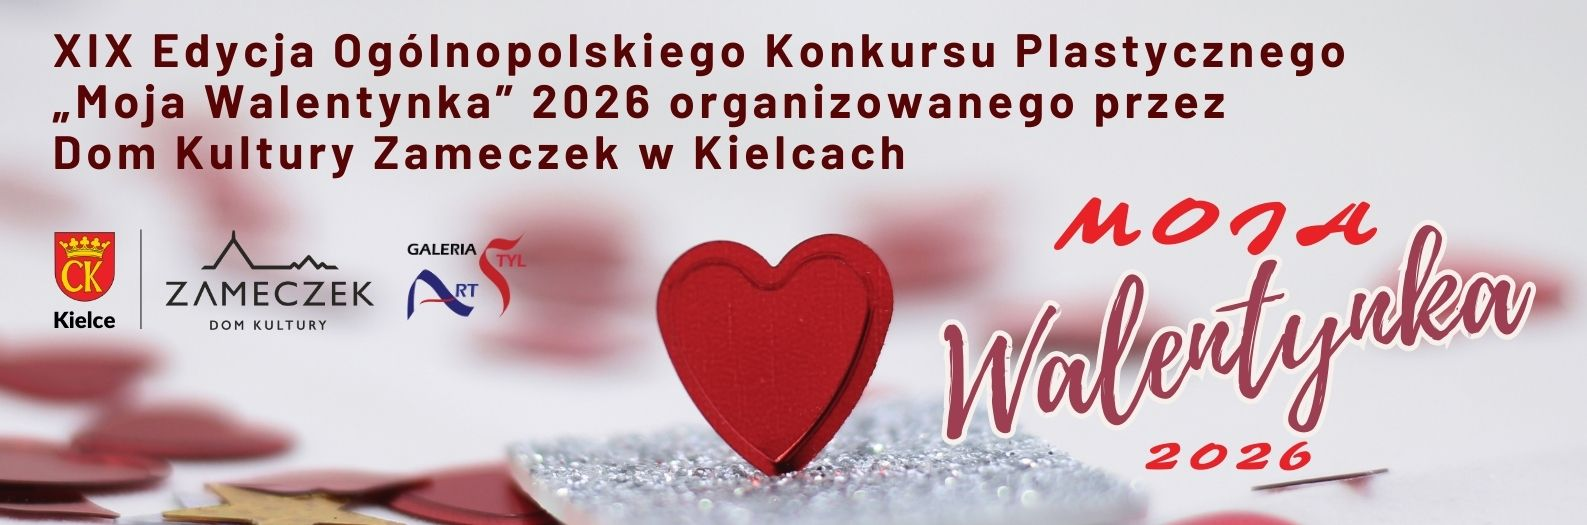 XIX Edycja Ogólnopolskiego Konkursu Plastycznego
„Moja Walentynka” 2026 organizowanego przez
Dom Kultury Zameczek w Kielcach
CK
Kielce
ZAMECZEK
DOM KULTURY
GALERIA
STYL
ART
MOJA
Walentynka
2026